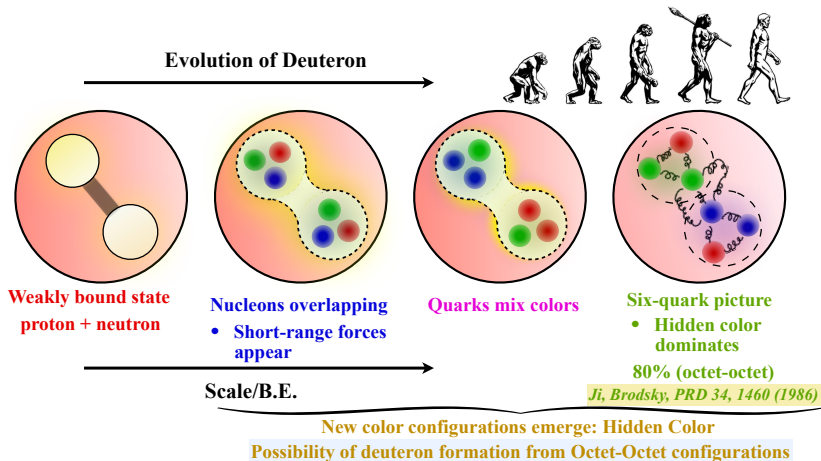 Evolution of Deuteron
Weakly bound state
proton + neutron
Nucleons overlapping
• Short-range forces
appear
Quarks mix colors
Six-quark picture
• Hidden color
dominates
80% (octet-octet)
Ji, Brodsky, PRD 34, 1460 (1986)
Scale/B.E.
New color configurations emerge: Hidden Color
Possibility of deuteron formation from Octet-Octet configurations